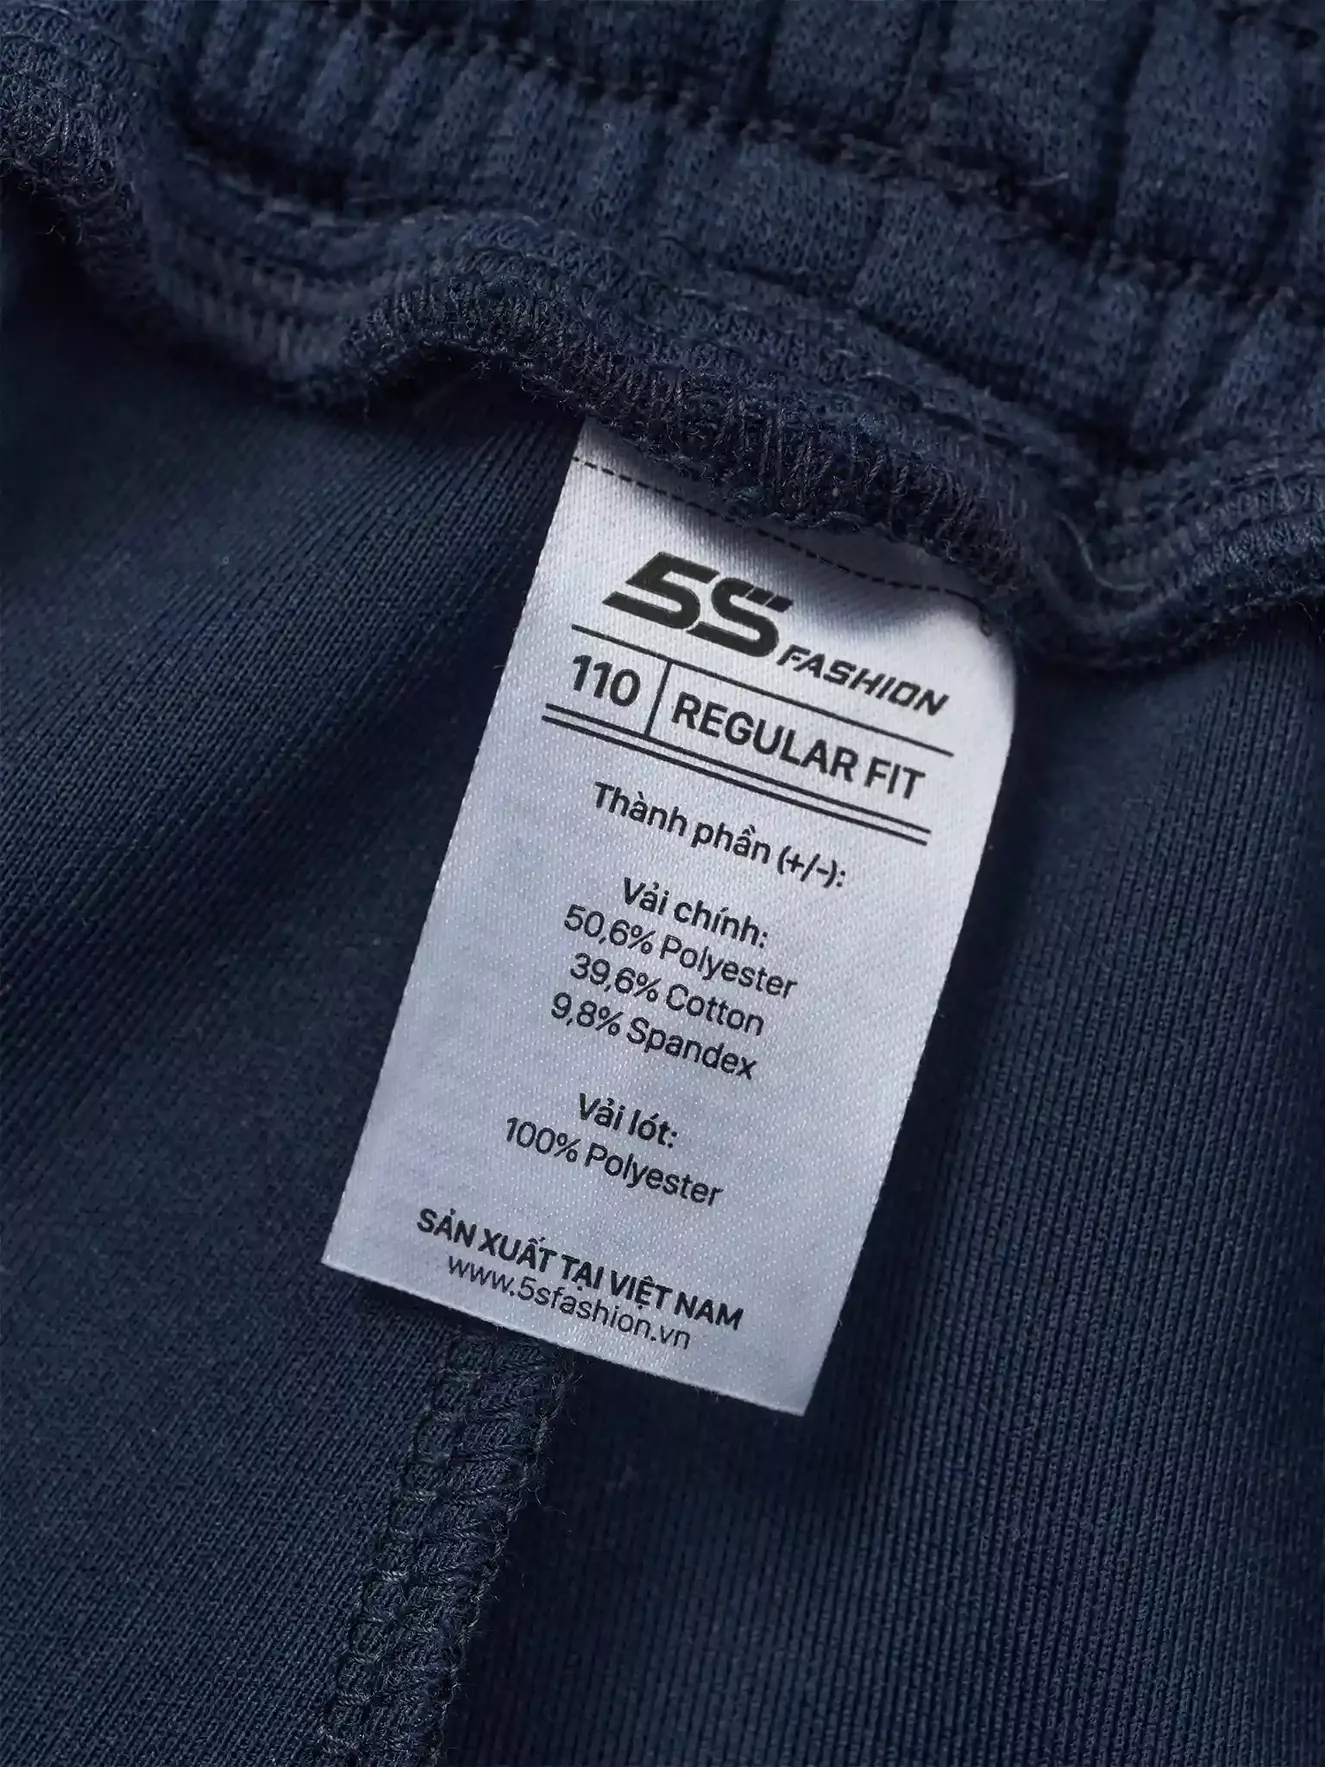 5S FASHION
110 REGULAR FIT
Thành phần (+/-):
Vải chính:
50,6% Polyester
39,6% Cotton
9,8% Spandex
Vải lót:
100% Polyester
SẢN XUẤT TẠI VIỆT NAM
www.5sfashion.vn